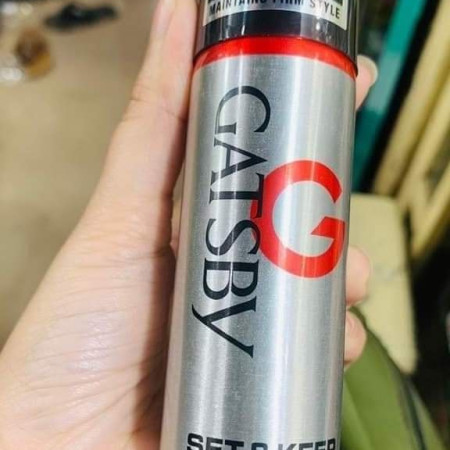 MAINTAINS FIRM STYLE
GATSBY
G
SET & KEEP